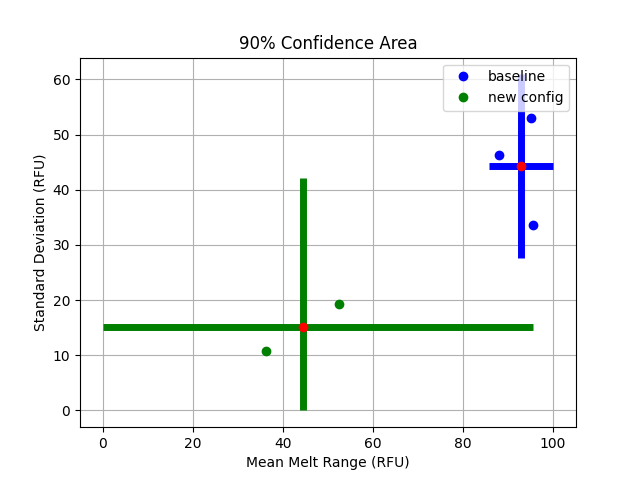 90% Confidence Area
baseline
new config
60
50
40
30
20
10
0
Standard Deviation (RFU)
0 20 40 60 80 100
Mean Melt Range (RFU)